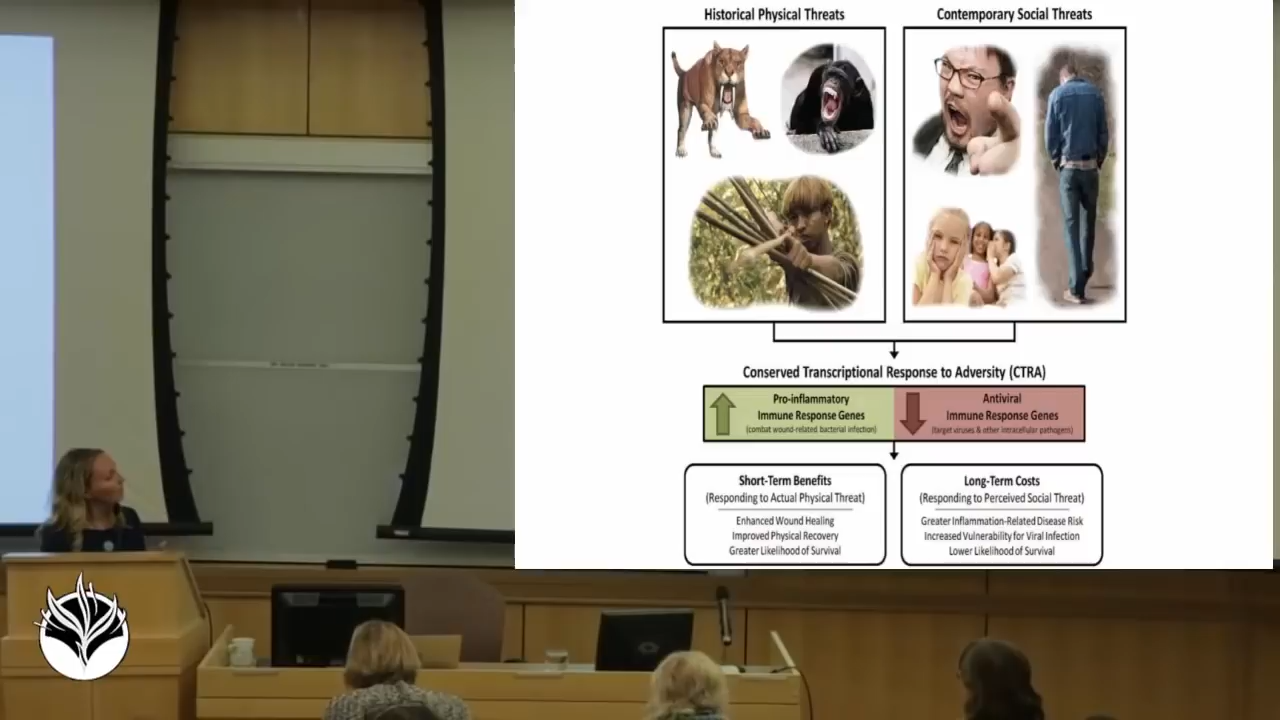 Historical Physical Threats
Contemporary Social Threats
Conserved Transcriptional Response to Adversity (CTRA)
Pro-inflammatory
Immune Response Genes
(combat wound-related bacterial infection)
Antiviral
Immune Response Genes
(target viruses & other intracellular pathogens)
Short-Term Benefits
(Responding to Actual Physical Threat)
Enhanced Wound Healing
Improved Physical Recovery
Greater Likelihood of Survival
Long-Term Costs
(Responding to Perceived Social Threat)
Greater Inflammation-Related Disease Risk
Increased Vulnerability for Viral Infection
Lower Likelihood of Survival